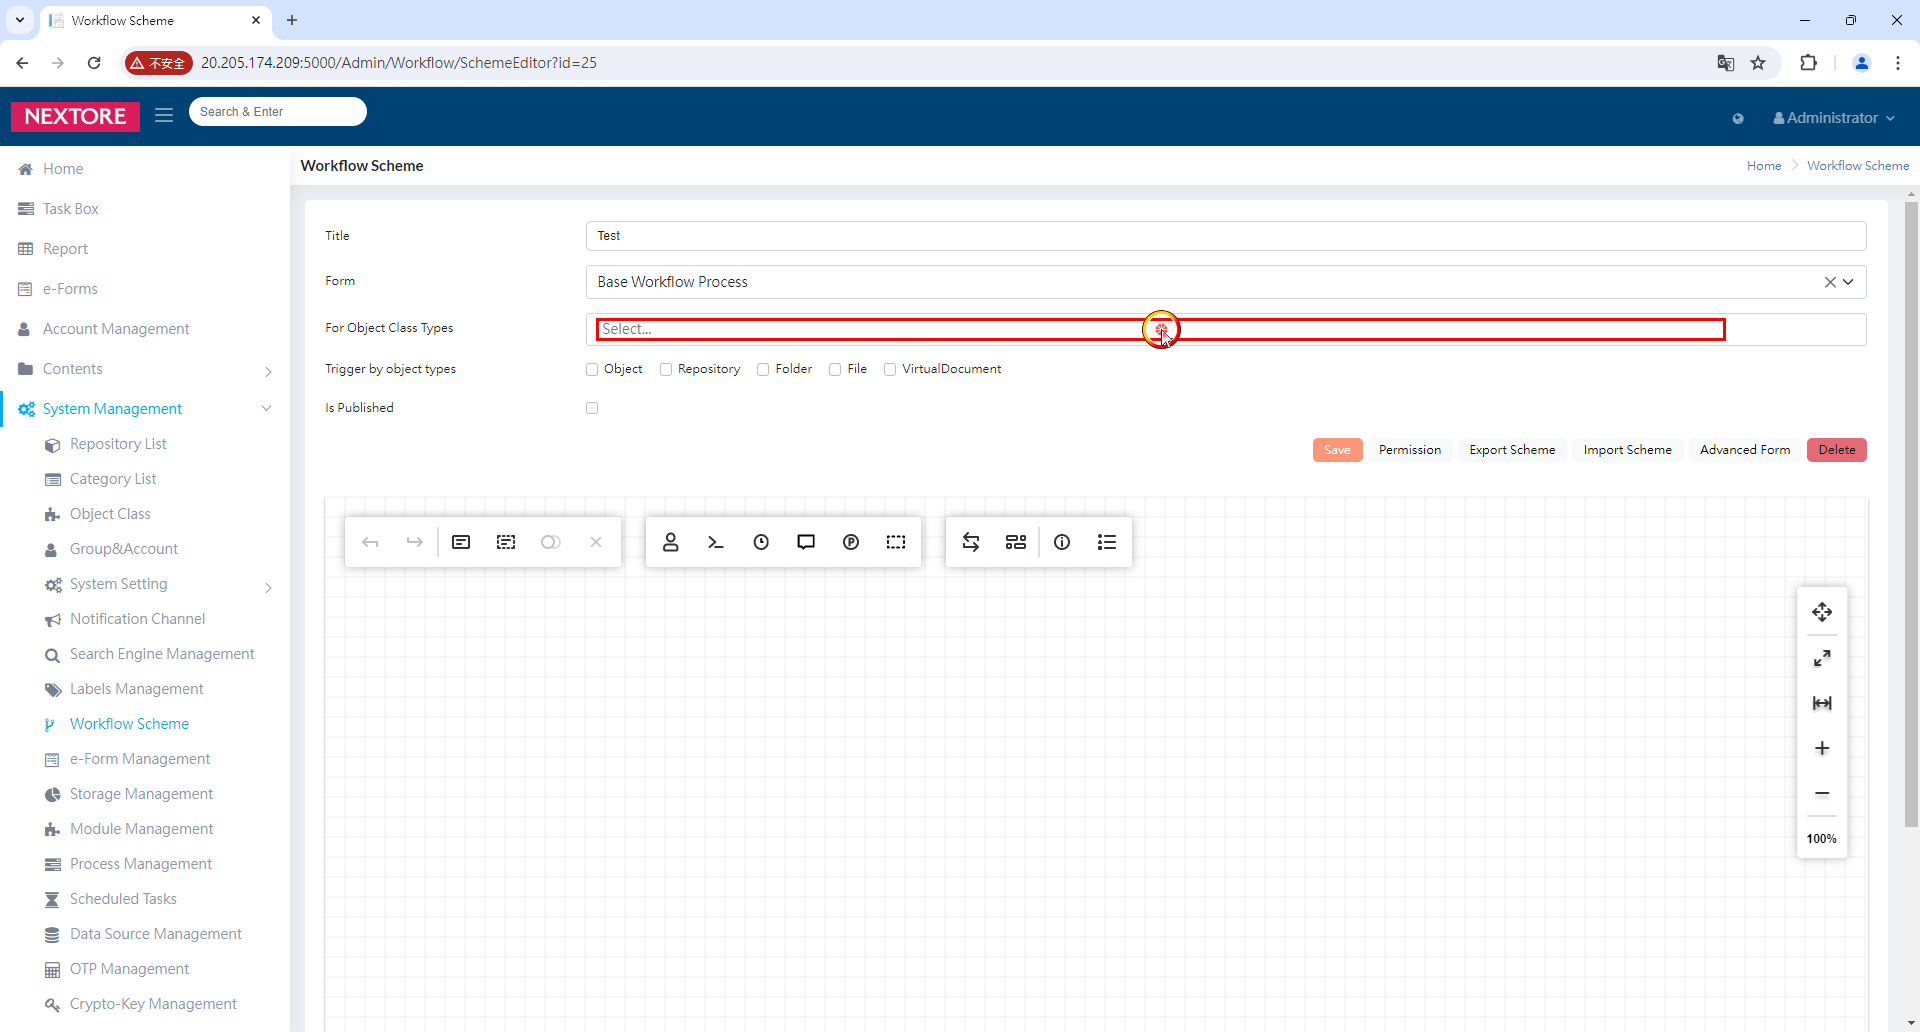 Workflow Scheme
不安全
20.205.174.209:5000/Admin/Workflow/SchemeEditor?id=25
NEXTORE
Search & Enter
Administrator
Home
Task Box
Report
e-Forms
Account Management
Contents
System Management
Repository List
Category List
Object Class
Group&Account
System Setting
Notification Channel
Search Engine Management
Labels Management
Workflow Scheme
e-Form Management
Storage Management
Module Management
Process Management
Scheduled Tasks
Data Source Management
OTP Management
Crypto-Key Management
Workflow Scheme
Home Workflow Scheme
Title Test
Form Base Workflow Process
For Object Class Types Select...
Trigger by object types Object Repository Folder File VirtualDocument
Is Published
Save Permission Export Scheme Import Scheme Advanced Form Delete
100%